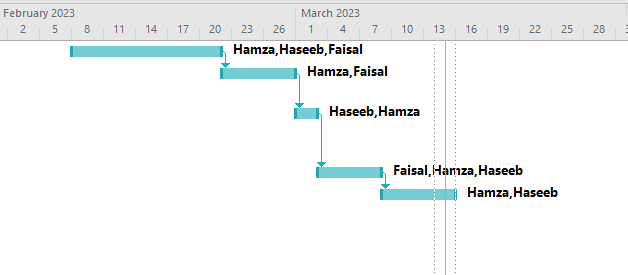 February 2023 March 2023
2 5 8 11 14 17 20 23 26 1 4 7 10 13 16 19 22 25 28
Hamza,Haseeb,Faisal
Hamza,Faisal
Haseeb,Hamza
Faisal,Hamza,Haseeb
Hamza,Haseeb